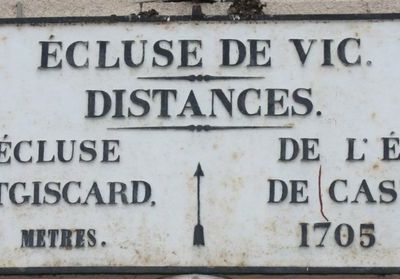 ÉCLUSE DE VIC.
DISTANCES.
ÉCLUSE
TGISCARD.
METRES.
DE L'É
DE CAS
1705